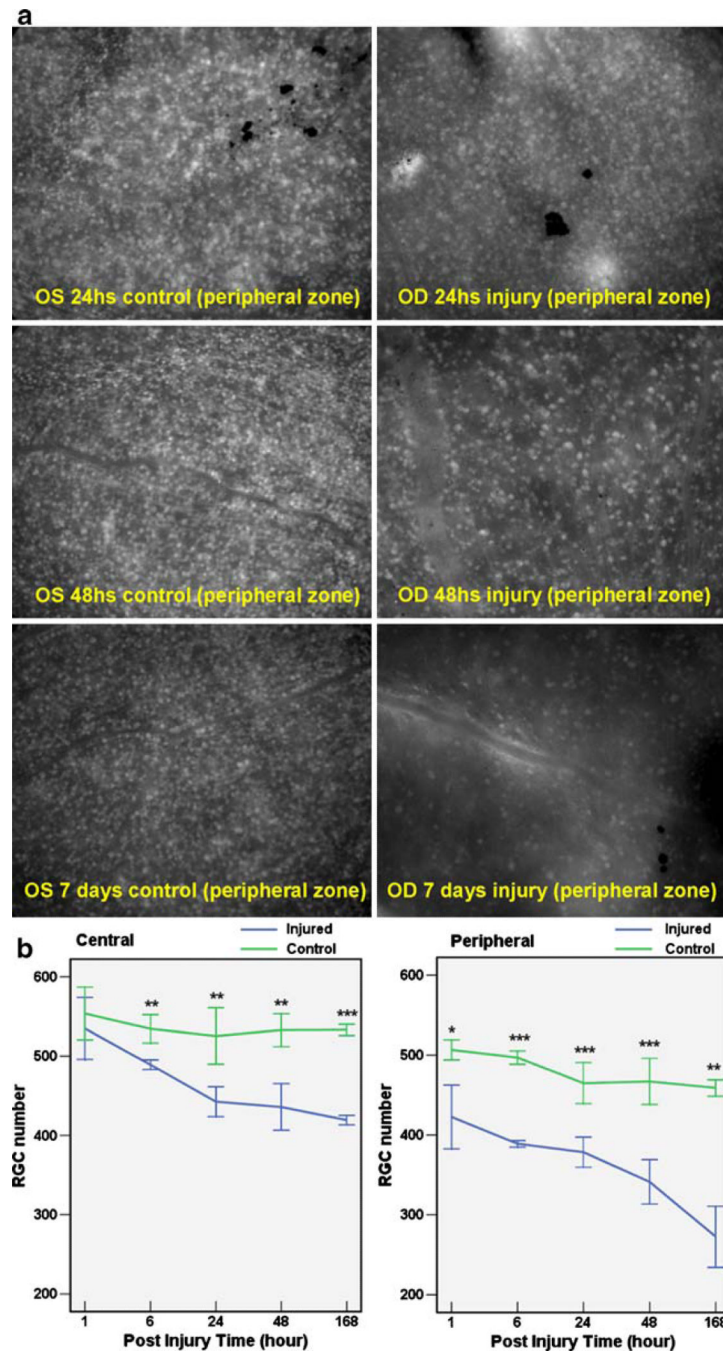 a
OS 24hs control (peripheral zone)
OD 24hs injury (peripheral zone)
OS 48hs control (peripheral zone)
OD 48hs injury (peripheral zone)
OS 7 days control (peripheral zone)
OD 7 days injury (peripheral zone)
b
Central
Injured
Control
600
500
400
300
200
RGC number
**
**
**
***
1 6 24 48 168
Post Injury Time (hour)
Peripheral
Injured
Control
600
500
400
300
200
RGC number
*
***
***
***
**
1 6 24 48 168
Post Injury Time (hour)